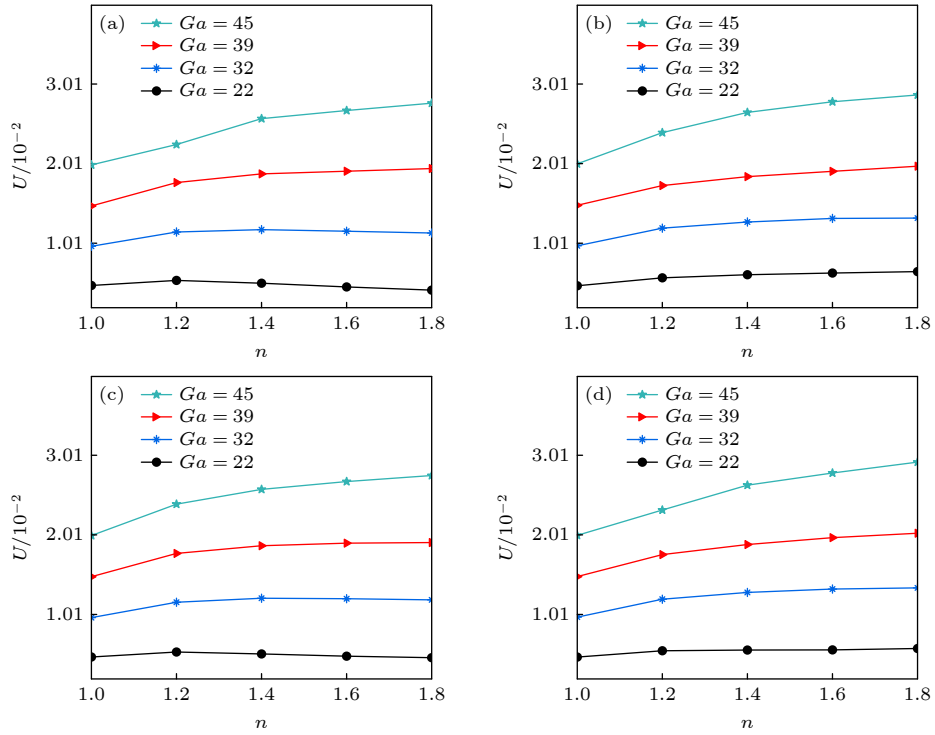 (a)
Ga = 45
Ga = 39
Ga = 32
Ga = 22
3.01
2.01
1.01
U/10⁻²
1.0 1.2 1.4 1.6 1.8
n
(b)
Ga = 45
Ga = 39
Ga = 32
Ga = 22
3.01
2.01
1.01
U/10⁻²
1.0 1.2 1.4 1.6 1.8
n
(c)
Ga = 45
Ga = 39
Ga = 32
Ga = 22
3.01
2.01
1.01
U/10⁻²
1.0 1.2 1.4 1.6 1.8
n
(d)
Ga = 45
Ga = 39
Ga = 32
Ga = 22
3.01
2.01
1.01
U/10⁻²
1.0 1.2 1.4 1.6 1.8
n